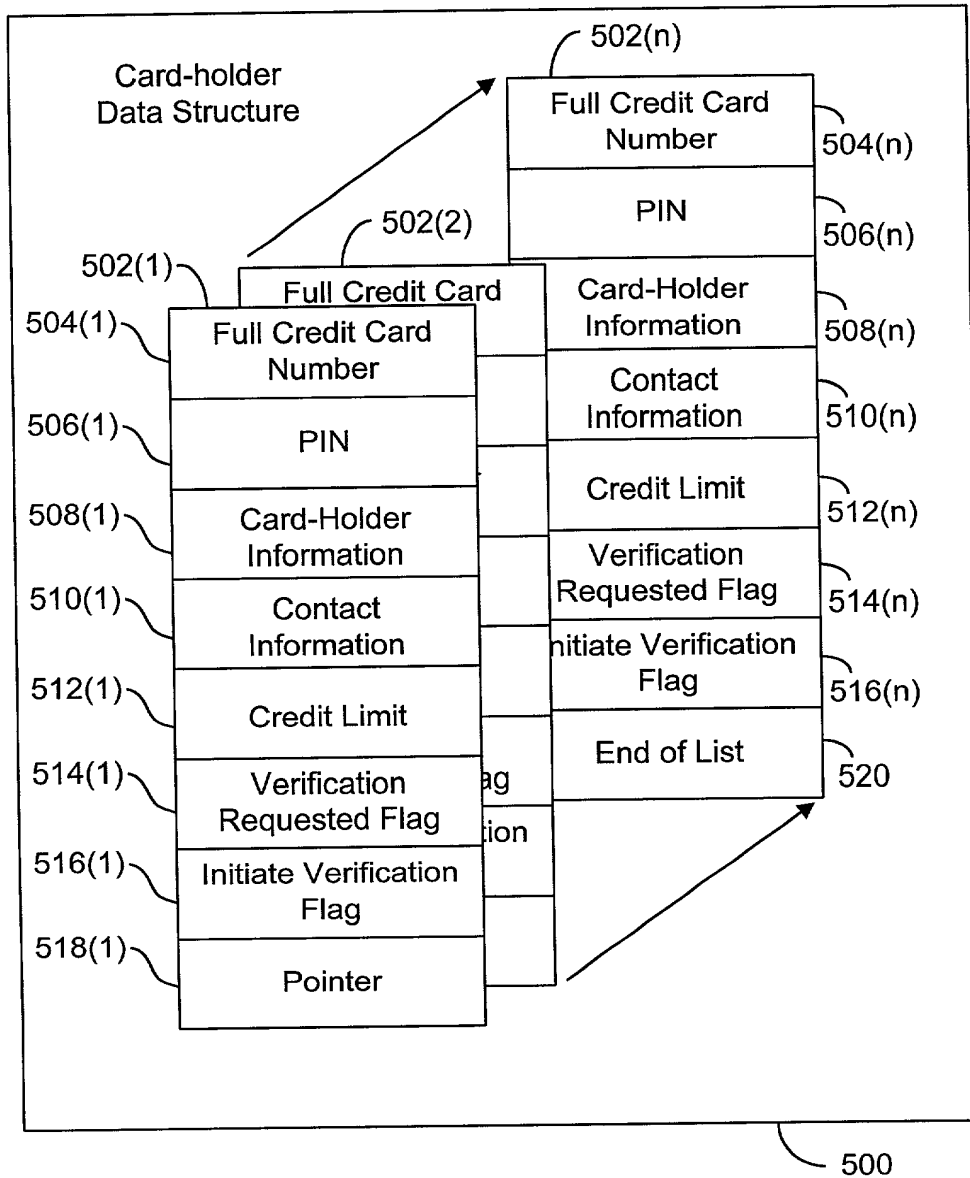 Card-holder
Data Structure
502(n)
Full Credit Card
Number
504(n)
PIN
506(n)
Card-Holder
Information
508(n)
Contact
Information
510(n)
Credit Limit
512(n)
Verification
Requested Flag
514(n)
nitiate Verification
Flag
516(n)
End of List
520
502(2)
Full Credit Card
ag
tion
502(1)
504(1)
Full Credit Card
Number
506(1)
PIN
508(1)
Card-Holder
Information
510(1)
Contact
Information
512(1)
Credit Limit
514(1)
Verification
Requested Flag
516(1)
Initiate Verification
Flag
518(1)
Pointer
500